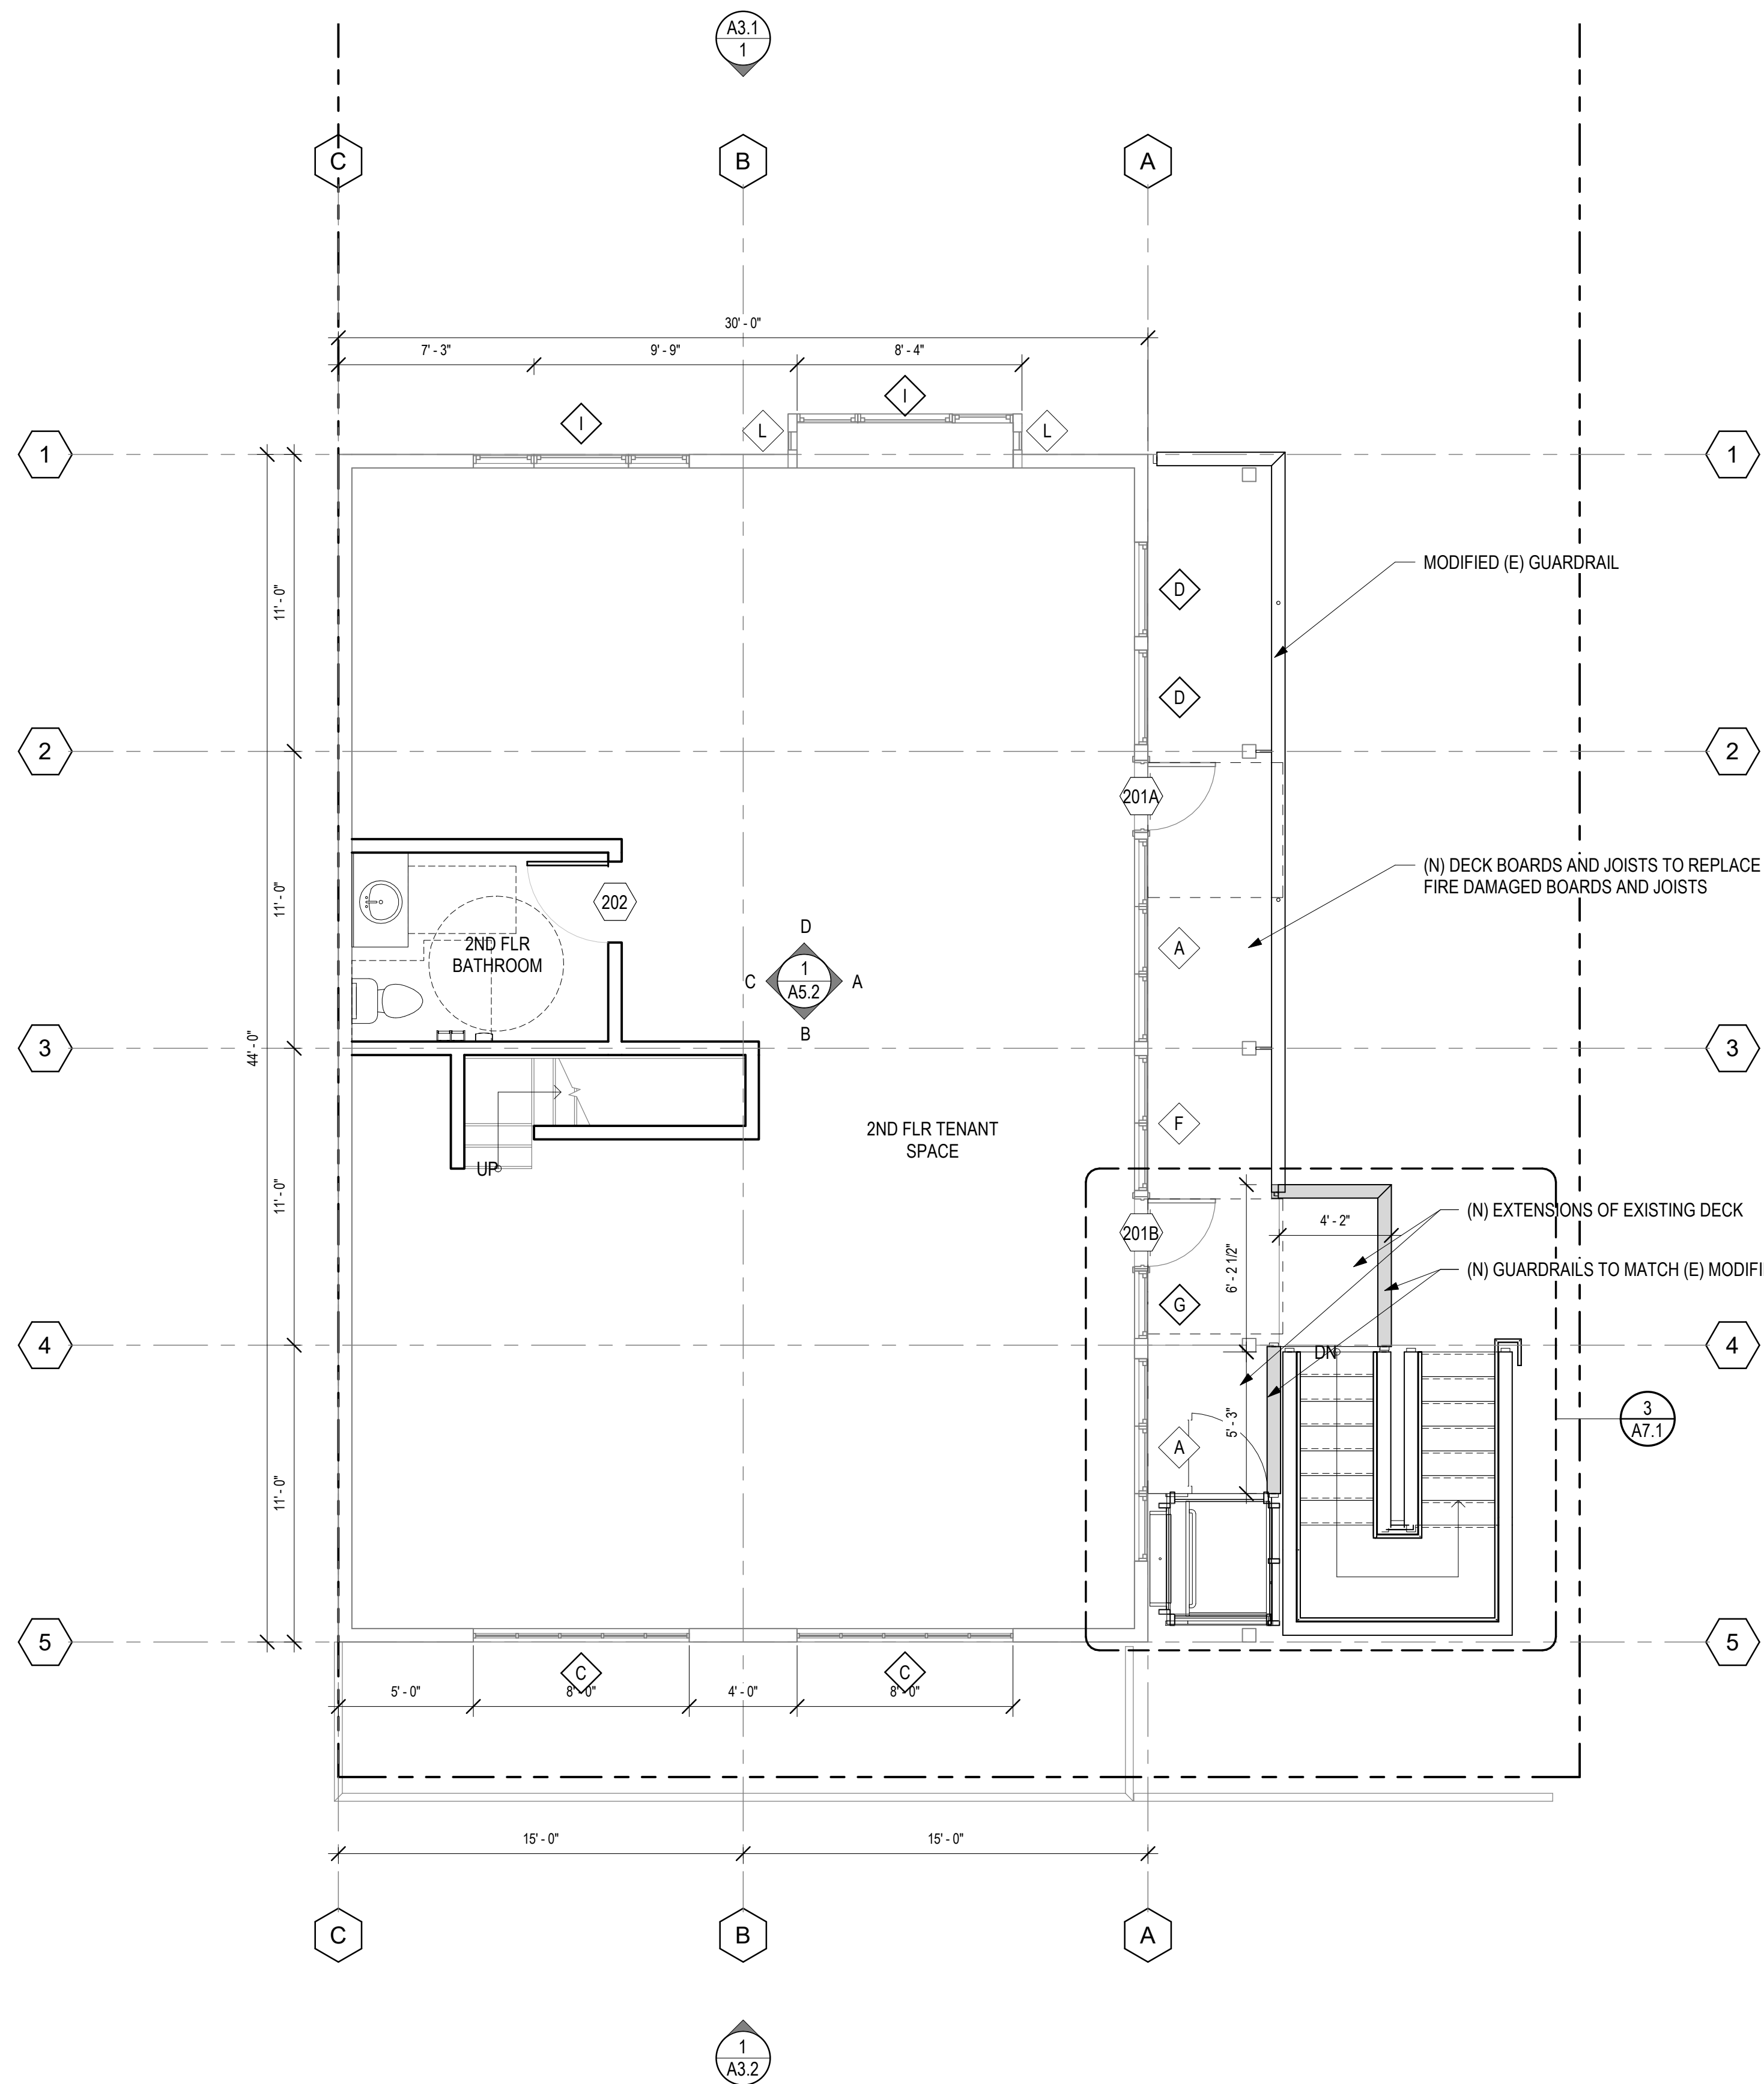 A3.1
1
C
B
A
30' - 0"
7' - 3"
9' - 9"
8' - 4"
I
I
L
L
1
1
11' - 0"
D
MODIFIED (E) GUARDRAIL
D
2
2
201A
(N) DECK BOARDS AND JOISTS TO REPLACE
FIRE DAMAGED BOARDS AND JOISTS
11' - 0"
202
2ND FLR
BATHROOM
D
C
1
A5.2
A
B
A
3
3
44' - 0"
2ND FLR TENANT
SPACE
F
UP
11' - 0"
201B
4' - 2"
6' - 2 1/2"
(N) EXTENSIONS OF EXISTING DECK
(N) GUARDRAILS TO MATCH (E) MODIFI
G
4
DN
4
5' - 3"
A
3
A7.1
11' - 0"
5
5
C
C
5' - 0"
8' - 0"
4' - 0"
8' - 0"
15' - 0"
15' - 0"
C
B
A
1
A3.2